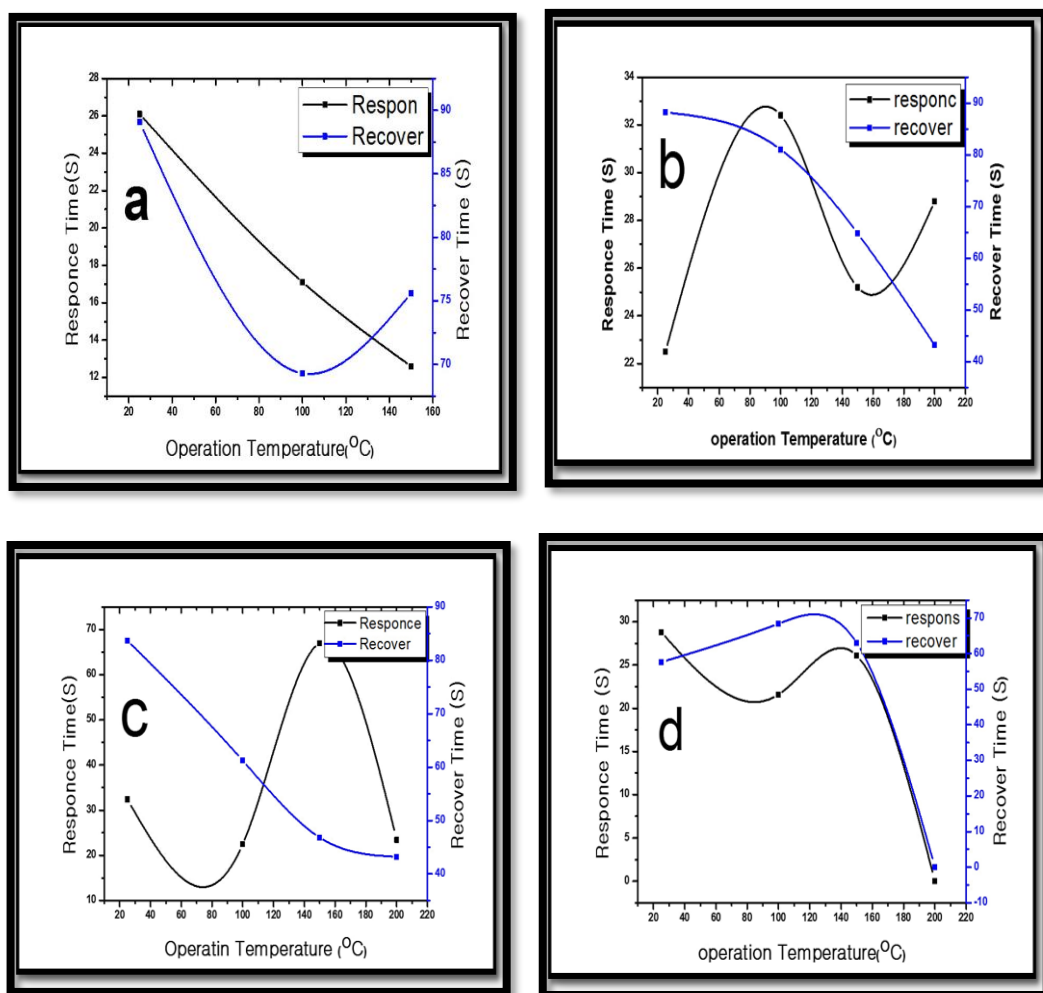 a
Respon
Recover
Responce Time(S)
28
26
24
22
20
18
16
14
12
90
85
80
75
70
Recover Time (S)
20 40 60 80 100 120 140 160
Operation Temperature(⁰C)
b
responc
recover
Responce Time (S)
34
32
30
28
26
24
22
90
80
70
60
50
40
Recover Time (S)
20 40 60 80 100 120 140 160 180 200 220
operation Temperature (⁰C)
c
Responce
Recover
Responce Time(S)
70
60
50
40
30
20
10
90
80
70
60
50
40
Recover Time (S)
20 40 60 80 100 120 140 160 180 200 220
Operatin Temperature (⁰C)
d
respons
recover
Responce Time (S)
30
25
20
15
10
5
0
70
60
50
40
30
20
10
0
-10
Recover Time (S)
20 40 60 80 100 120 140 160 180 200 220
operation Temperature(⁰C)